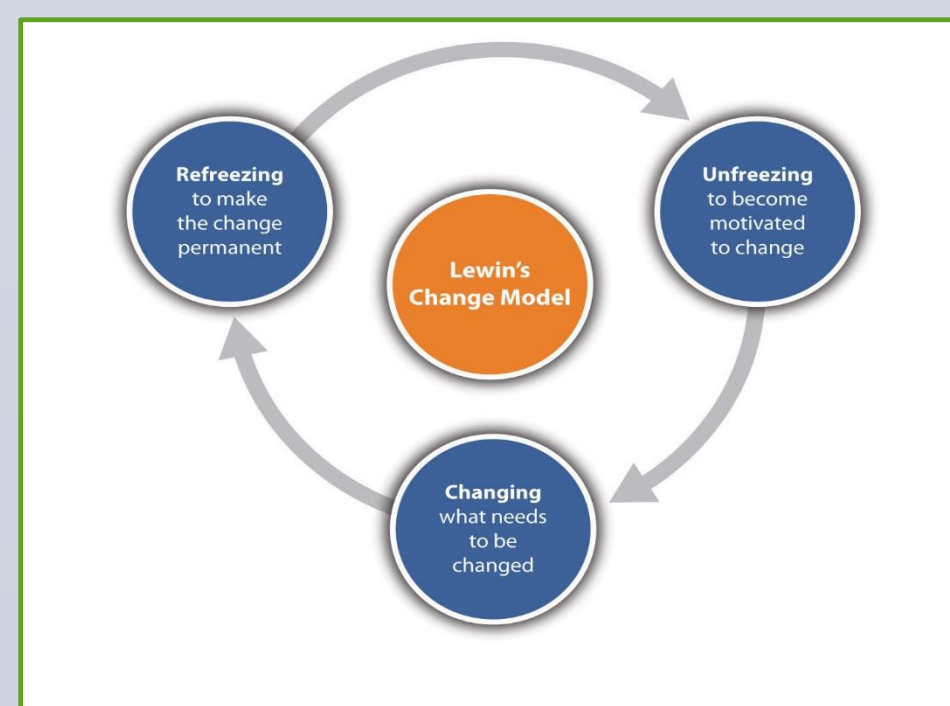 Refreezing
to make
the change
permanent
Unfreezing
to become
motivated
to change
Lewin's
Change Model
Changing
what needs
to be
changed